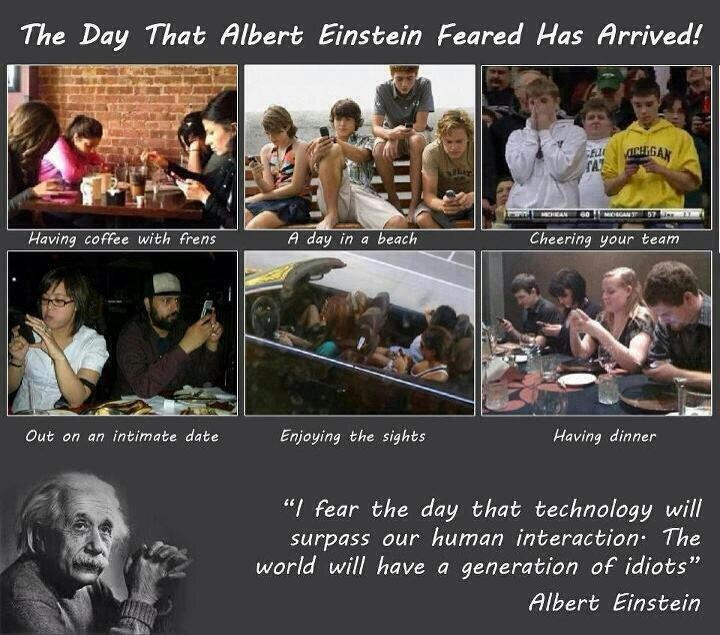 The Day That Albert Einstein Feared Has Arrived!
MICHIGAN
Having coffee with frens
A day in a beach
Cheering your team
Out on an intimate date
Enjoying the sights
Having dinner
“I fear the day that technology will
surpass our human interaction· The
world will have a generation of idiots”
Albert Einstein